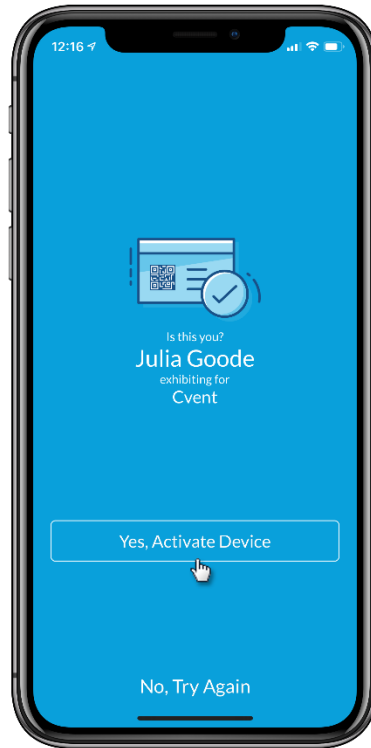 12:16
Is this you?
Julia Goode
exhibiting for
Cvent
Yes, Activate Device
No, Try Again